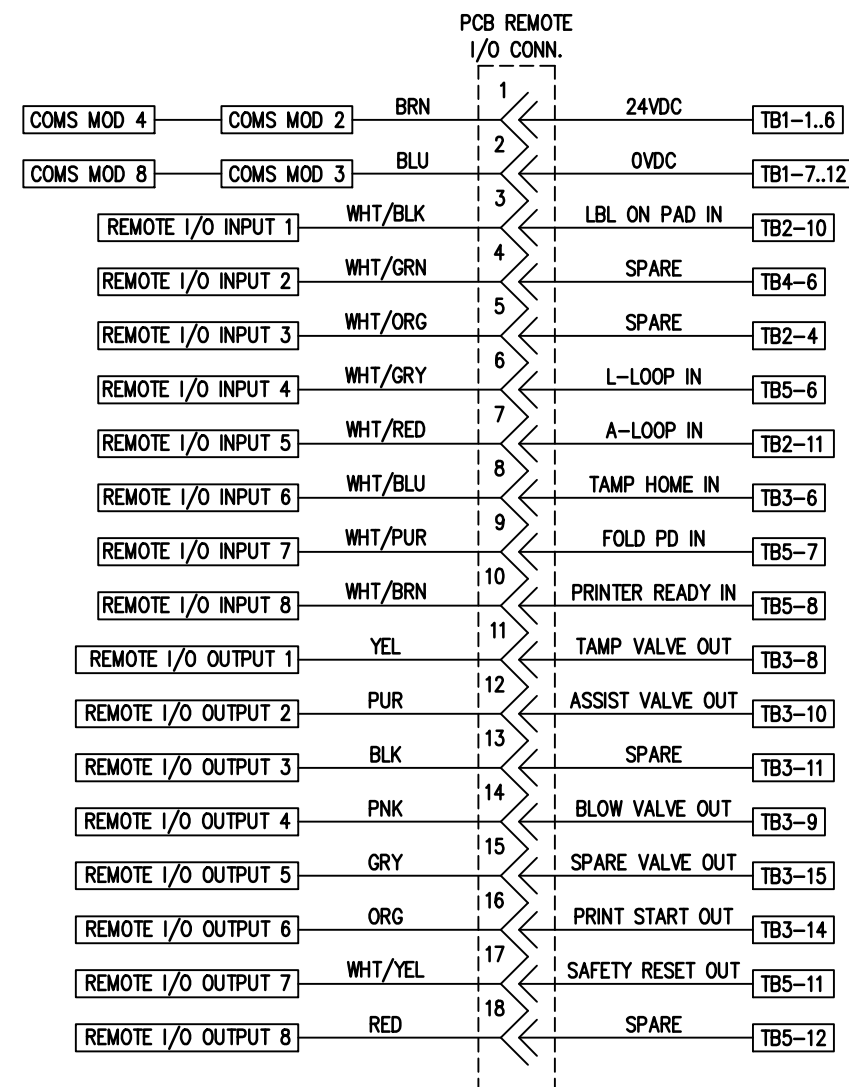 PCB REMOTE
I/O CONN.
COMS MOD 4 COMS MOD 2 BRN 1 24VDC TB1-1..6
COMS MOD 8 COMS MOD 3 BLU 2 0VDC TB1-7..12
REMOTE I/O INPUT 1 WHT/BLK 3 LBL ON PAD IN TB2-10
REMOTE I/O INPUT 2 WHT/GRN 4 SPARE TB4-6
REMOTE I/O INPUT 3 WHT/ORG 5 SPARE TB2-4
REMOTE I/O INPUT 4 WHT/GRY 6 L-LOOP IN TB5-6
REMOTE I/O INPUT 5 WHT/RED 7 A-LOOP IN TB2-11
REMOTE I/O INPUT 6 WHT/BLU 8 TAMP HOME IN TB3-6
REMOTE I/O INPUT 7 WHT/PUR 9 FOLD PD IN TB5-7
REMOTE I/O INPUT 8 WHT/BRN 10 PRINTER READY IN TB5-8
REMOTE I/O OUTPUT 1 YEL 11 TAMP VALVE OUT TB3-8
REMOTE I/O OUTPUT 2 PUR 12 ASSIST VALVE OUT TB3-10
REMOTE I/O OUTPUT 3 BLK 13 SPARE TB3-11
REMOTE I/O OUTPUT 4 PNK 14 BLOW VALVE OUT TB3-9
REMOTE I/O OUTPUT 5 GRY 15 SPARE VALVE OUT TB3-15
REMOTE I/O OUTPUT 6 ORG 16 PRINT START OUT TB3-14
REMOTE I/O OUTPUT 7 WHT/YEL 17 SAFETY RESET OUT TB5-11
REMOTE I/O OUTPUT 8 RED 18 SPARE TB5-12